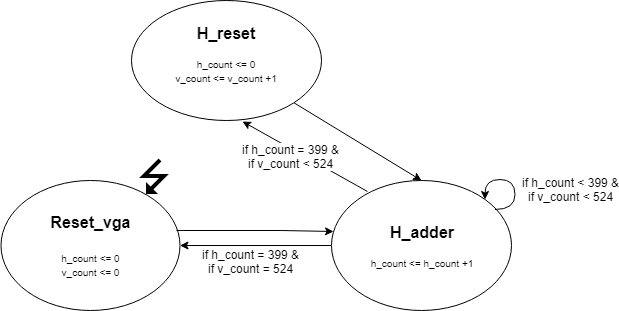 H_reset
h_count <= 0
v_count <= v_count +1
if h_count = 399 &
if v_count < 524
if h_count < 399 &
if v_count < 524
Reset_vga
h_count <= 0
v_count <= 0
if h_count = 399 &
if v_count = 524
H_adder
h_count <= h_count +1